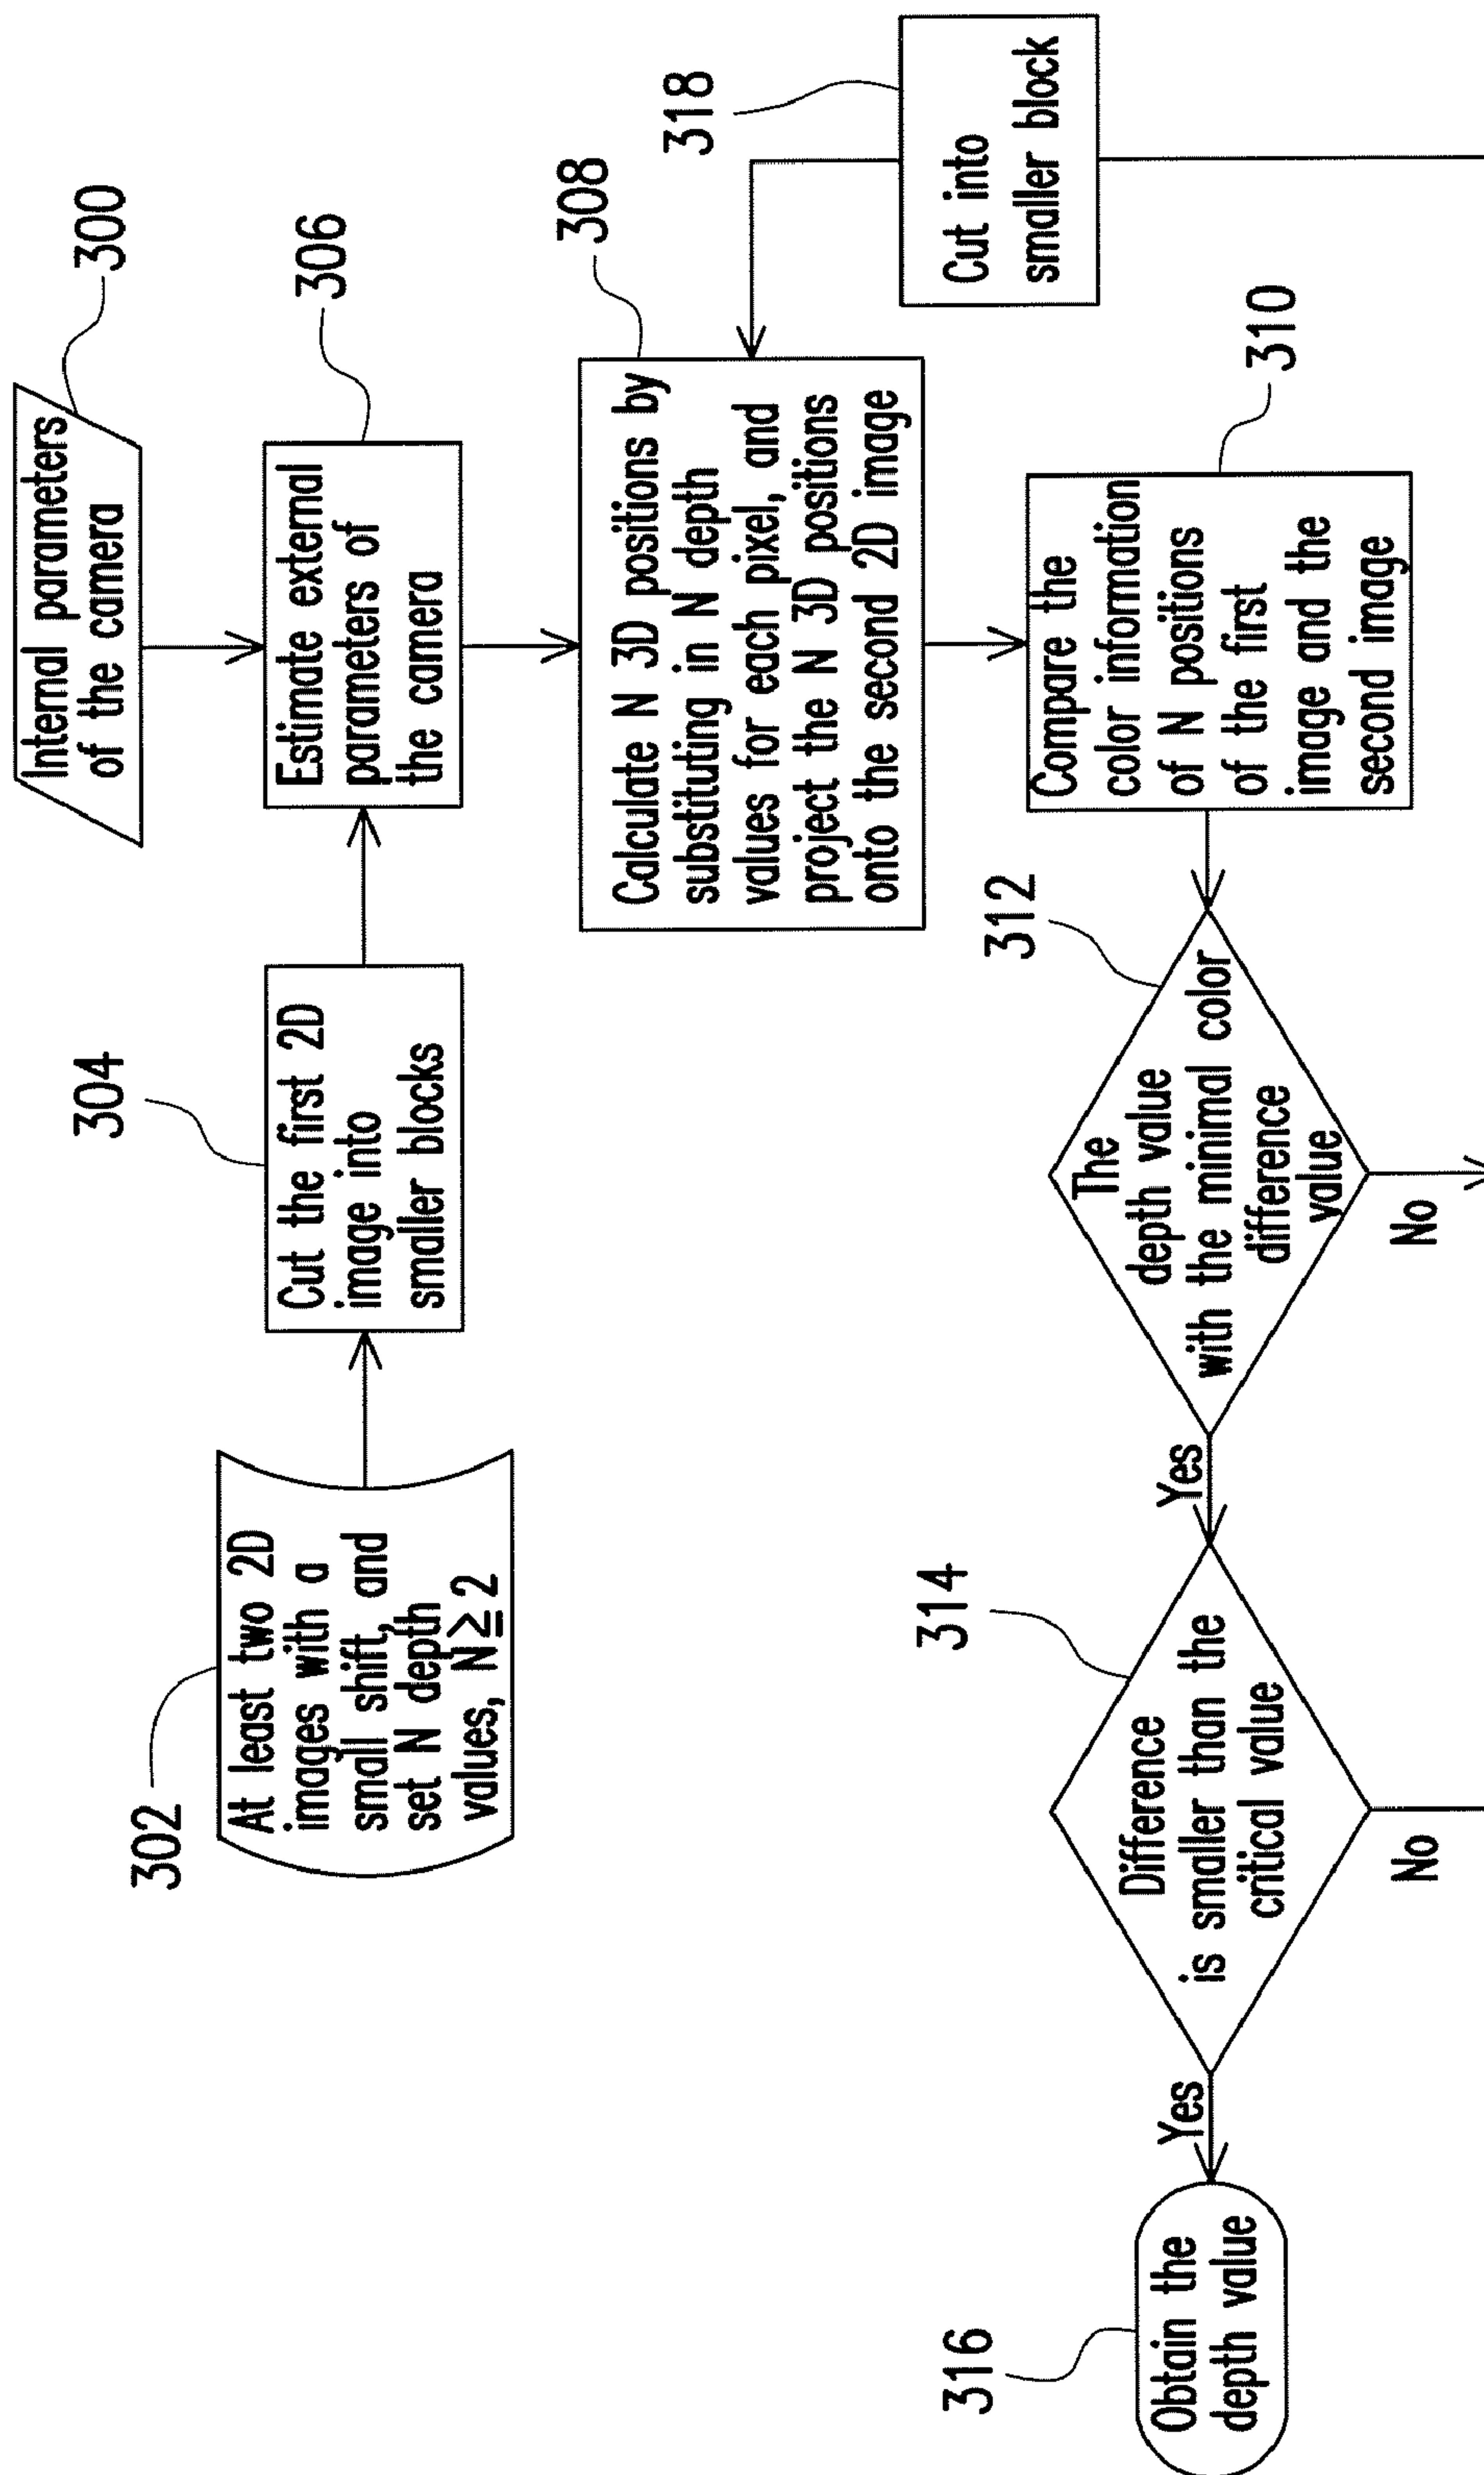 300
Internal parameters
of the camera
302
At least two 2D
images with a
small shift, and
set N depth
values, N≧2
304
Cut the first 2D
image into
smaller blocks
306
Estimate external
parameters of
the camera
308
Calculate N 3D positions by
substituting in N depth
values for each pixel, and
project the N 3D positions
onto the second 2D image
318
Cut into
smaller block
310
Compare the
color information
of N positions
of the first
image and the
second image
312
The
depth value
with the minimal color
difference
value
No
Yes
314
Difference
is smaller than the
critical value
No
Yes
316
Obtain the
depth value